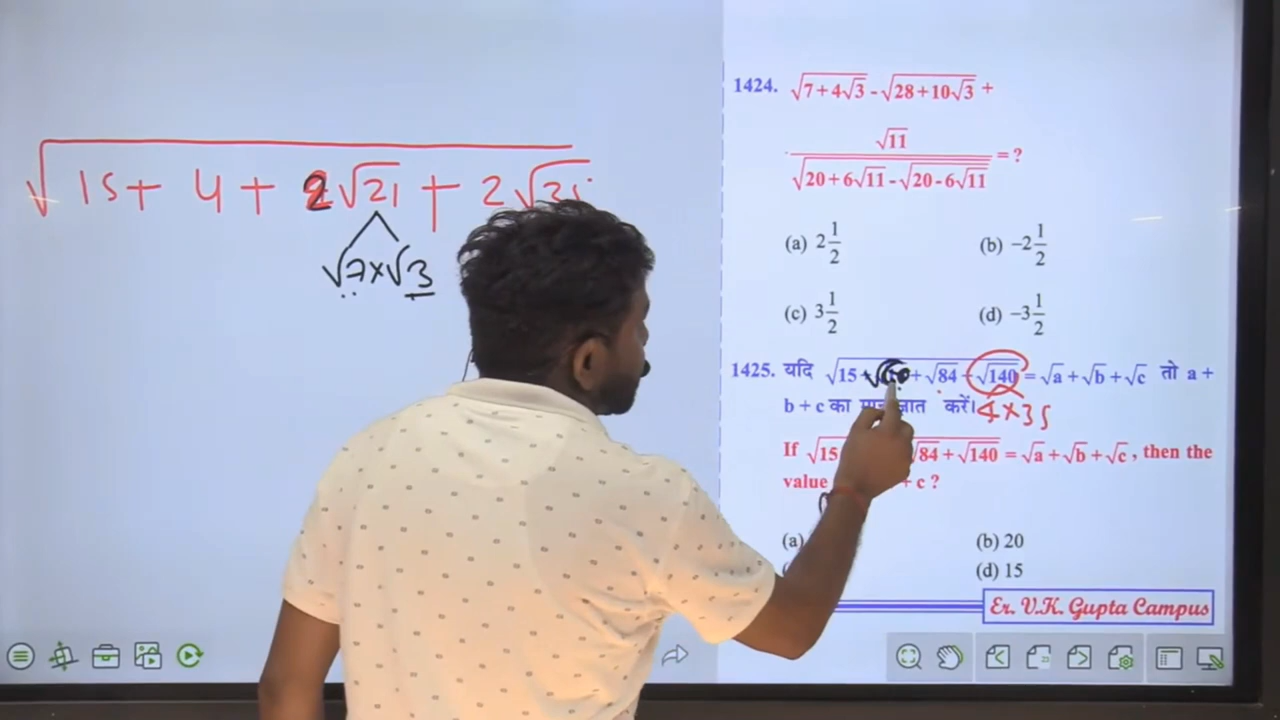 √15 + 4 + 2√21 + 2√3
√7 × √3
1424. √7 + 4√3 - √28 + 10√3 +
√11
√20 + 6√11 - √20 - 6√11 = ?
(a) 2 1/2 (b) -2 1/2
(c) 3 1/2 (d) -3 1/2
1425. यदि √15 + √60 + √84 + √140 = √a + √b + √c तो a +
b + c का ज्ञात करें।
4 × 35
If √15 √84 + √140 = √a + √b + √c, then the
value + c ?
(a) (b) 20
(d) 15
Er. V.K. Gupta Campus